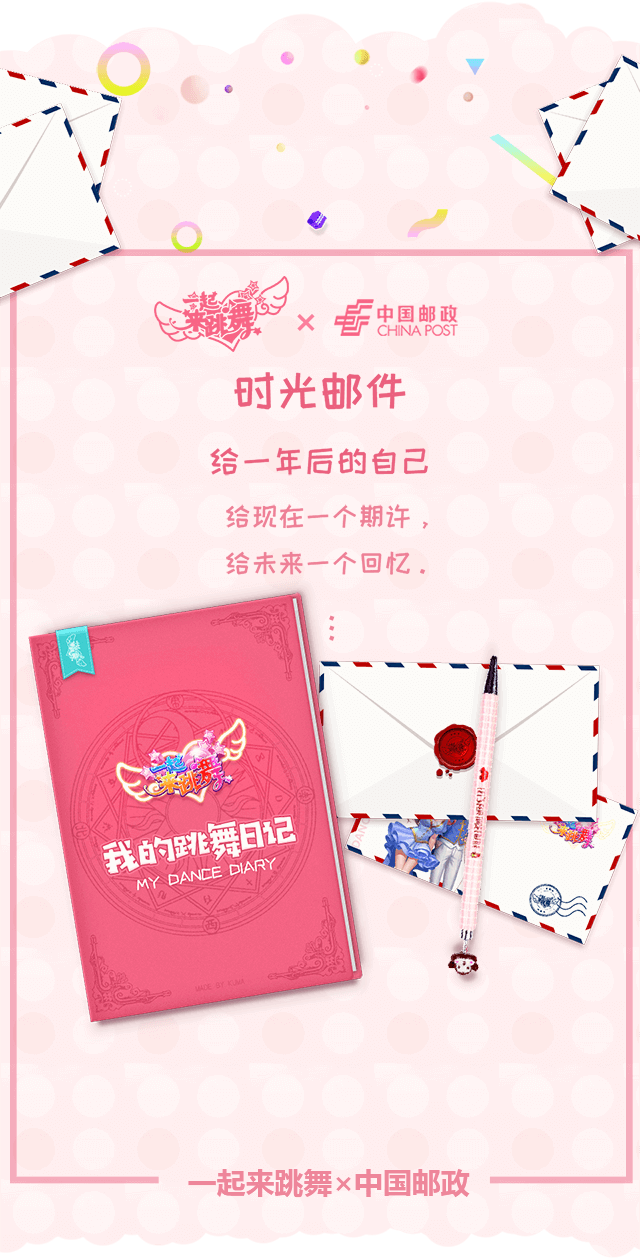 一起
来跳舞
×
中国邮政
CHINA POST
时光邮件
给一年后的自己
给现在一个期许，
给未来一个回忆.
一起
来跳舞
我的跳舞日记
MY DANCE DIARY
西
一起来跳舞×中国邮政